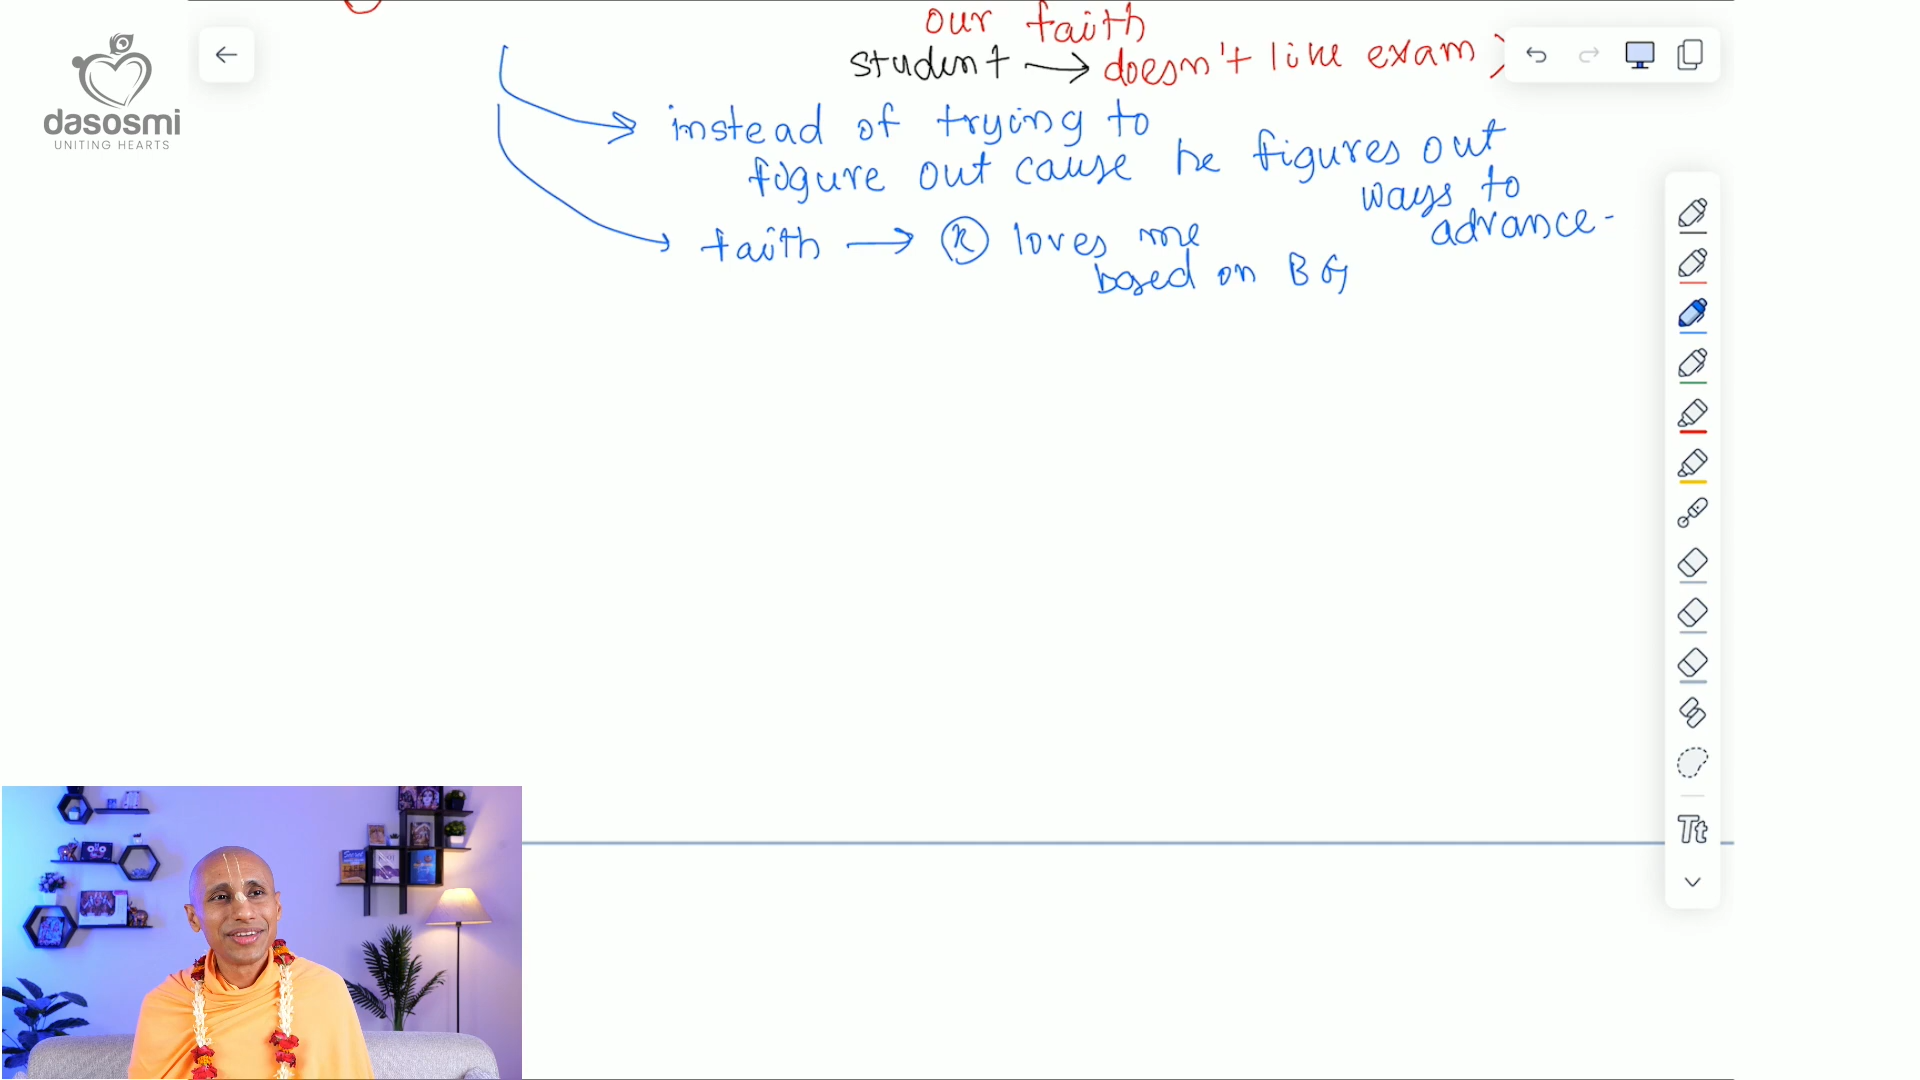 our faith
student → doesn't like exam
instead of trying to
figure out cause he figures out
ways to
advance -
faith → K loves me
based on BG
dasosmi
UNITING HEARTS
Tt